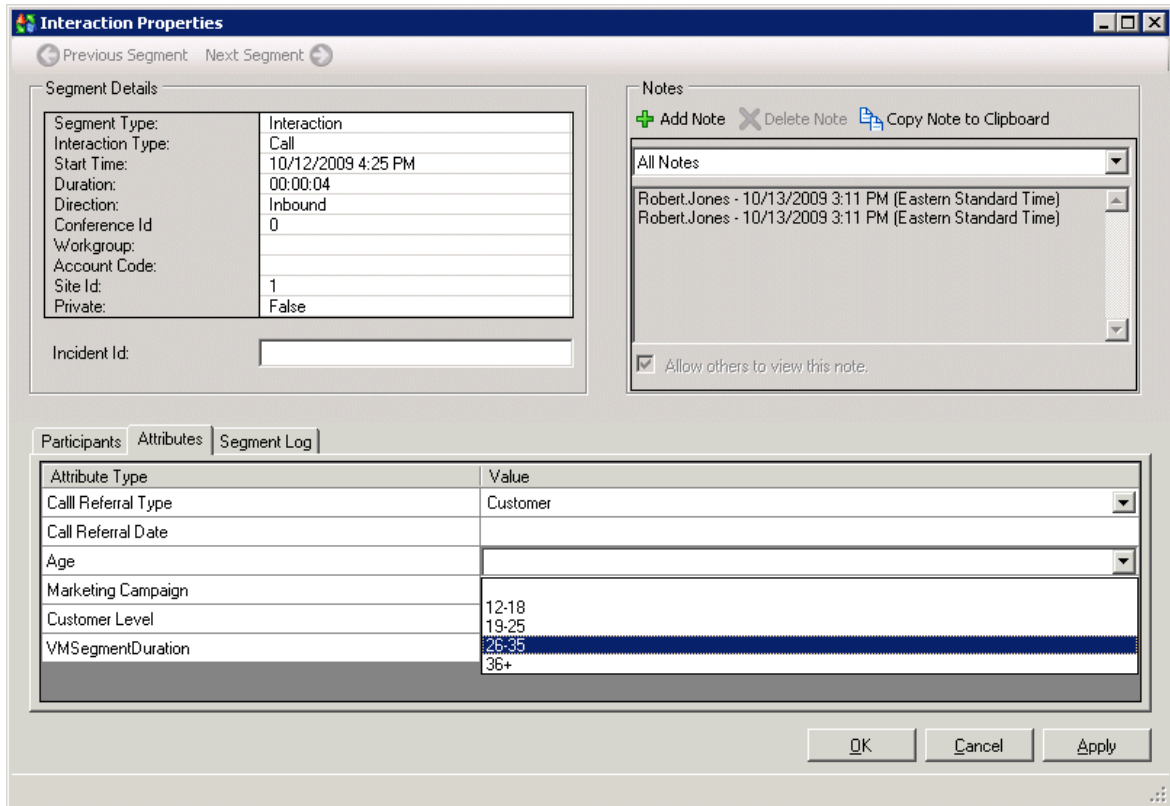 Interaction Properties
Previous Segment Next Segment
Segment Details
Segment Type: Interaction
Interaction Type: Call
Start Time: 10/12/2009 4:25 PM
Duration: 00:00:04
Direction: Inbound
Conference Id 0
Workgroup:
Account Code:
Site Id: 1
Private: False
Incident Id:
Notes
Add Note Delete Note Copy Note to Clipboard
All Notes
Robert.Jones - 10/13/2009 3:11 PM (Eastern Standard Time)
Robert.Jones - 10/13/2009 3:11 PM (Eastern Standard Time)
Allow others to view this note.
Participants Attributes Segment Log
Attribute Type Value
Calll Referral Type Customer
Call Referral Date
Age
Marketing Campaign
Customer Level
VMSegmentDuration
12-18
19-25
26-35
36+
OK Cancel Apply